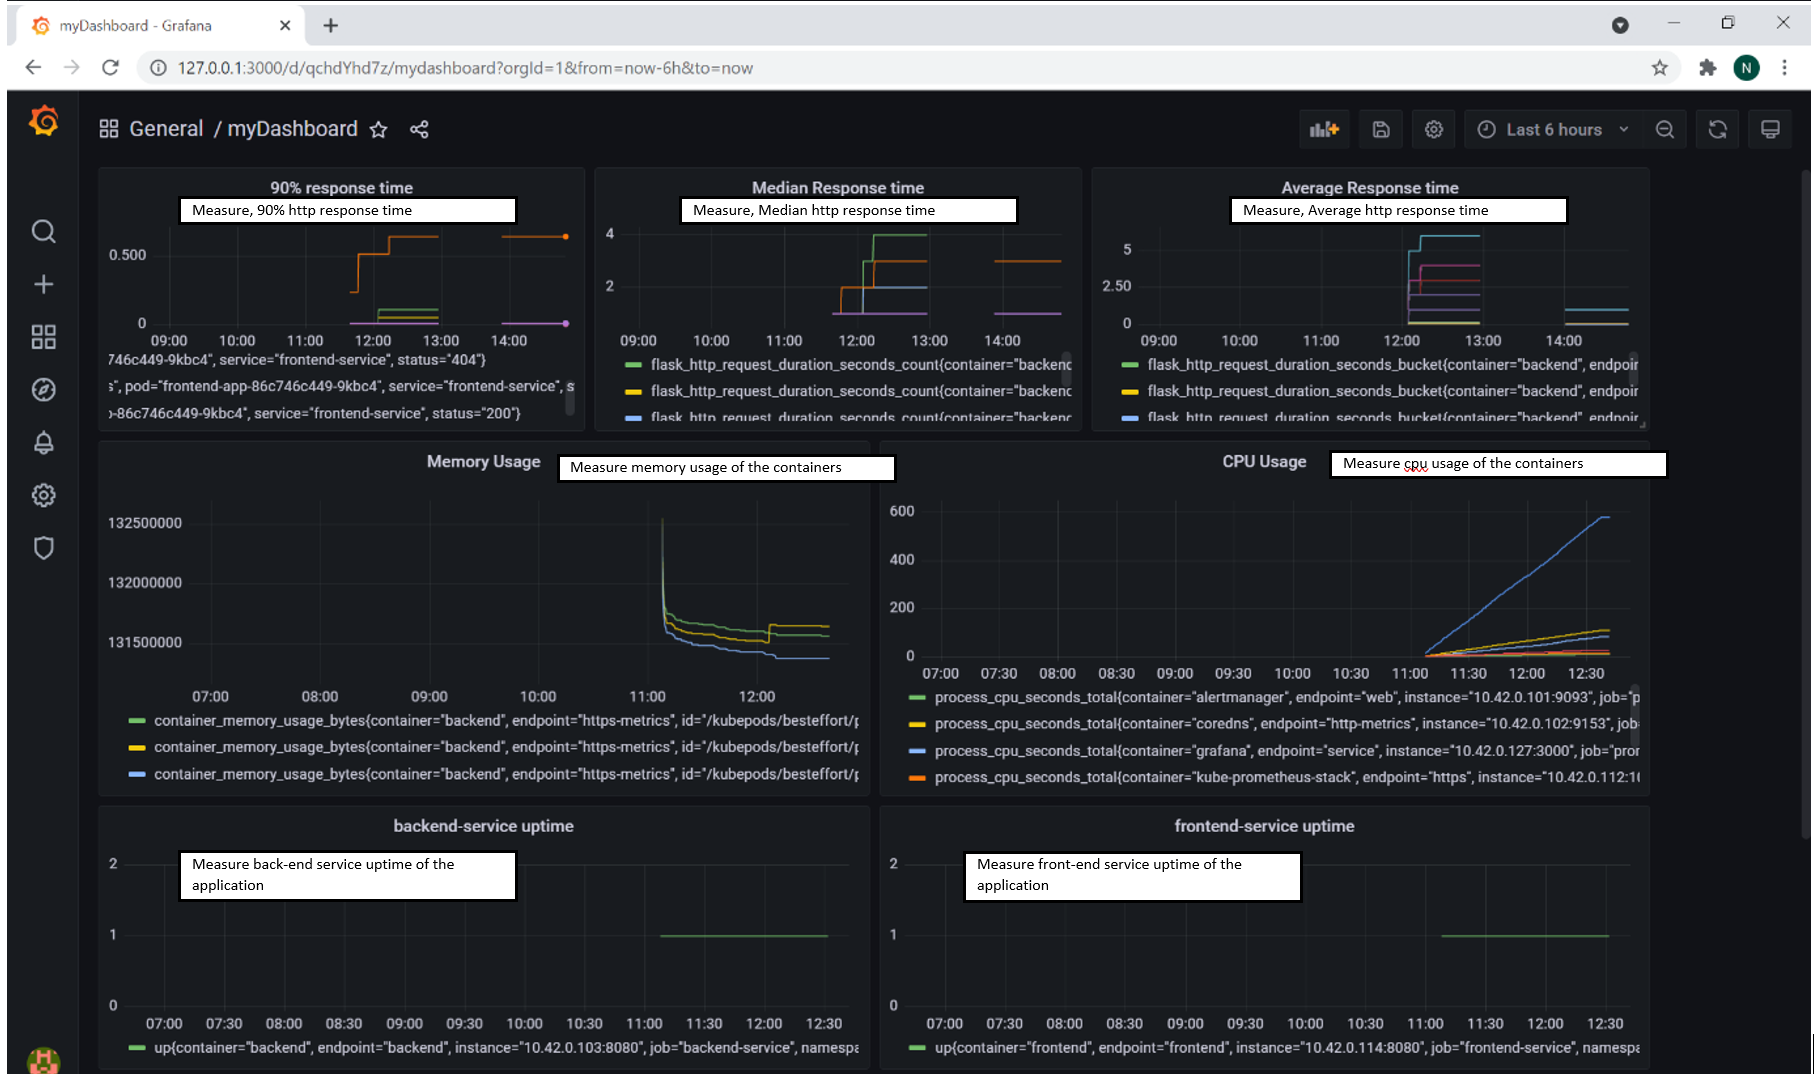 myDashboard - Grafana
127.0.0.1:3000/d/qchdYhd7z/mydashboard?orgId=1&from=now-6h&to=now
N
General / myDashboard
Last 6 hours
90% response time
Measure, 90% http response time
0.500
0
09:00 10:00 11:00 12:00 13:00 14:00
746c449-9kbc4", service="frontend-service", status="404"}
", pod="frontend-app-86c746c449-9kbc4", service="frontend-service",
-86c746c449-9kbc4", service="frontend-service", status="200"}
Median Response time
Measure, Median http response time
4
2
09:00 10:00 11:00 12:00 13:00 14:00
flask_http_request_duration_seconds_count{container="backend
flask_http_request_duration_seconds_count{container="backend
flask_http_request_duration_seconds_count{container="backend
Average Response time
Measure, Average http response time
5
2.50
0
09:00 10:00 11:00 12:00 13:00 14:00
flask_http_request_duration_seconds_bucket{container="backend", endpoin
flask_http_request_duration_seconds_bucket{container="backend", endpoin
flask_http_request_duration_seconds_bucket{container="backend", endpoin
Memory Usage
Measure memory usage of the containers
132500000
132000000
131500000
07:00 08:00 09:00 10:00 11:00 12:00
container_memory_usage_bytes{container="backend", endpoint="https-metrics", id="/kubepods/besteffort/p
container_memory_usage_bytes{container="backend", endpoint="https-metrics", id="/kubepods/besteffort/p
container_memory_usage_bytes{container="backend", endpoint="https-metrics", id="/kubepods/besteffort/p
CPU Usage
Measure cpu usage of the containers
600
400
200
0
07:00 07:30 08:00 08:30 09:00 09:30 10:00 10:30 11:00 11:30 12:00 12:30
process_cpu_seconds_total{container="alertmanager", endpoint="web", instance="10.42.0.101:9093", job="p
process_cpu_seconds_total{container="coredns", endpoint="http-metrics", instance="10.42.0.102:9153", job=
process_cpu_seconds_total{container="grafana", endpoint="service", instance="10.42.0.127:3000", job="pror
process_cpu_seconds_total{container="kube-prometheus-stack", endpoint="https", instance="10.42.0.112:10
backend-service uptime
Measure back-end service uptime of the
application
2
1
0
07:00 07:30 08:00 08:30 09:00 09:30 10:00 10:30 11:00 11:30 12:00 12:30
up{container="backend", endpoint="backend", instance="10.42.0.103:8080", job="backend-service", namespa
frontend-service uptime
Measure front-end service uptime of the
application
2
1
0
07:00 07:30 08:00 08:30 09:00 09:30 10:00 10:30 11:00 11:30 12:00 12:30
up{container="frontend", endpoint="frontend", instance="10.42.0.114:8080", job="frontend-service", namespa